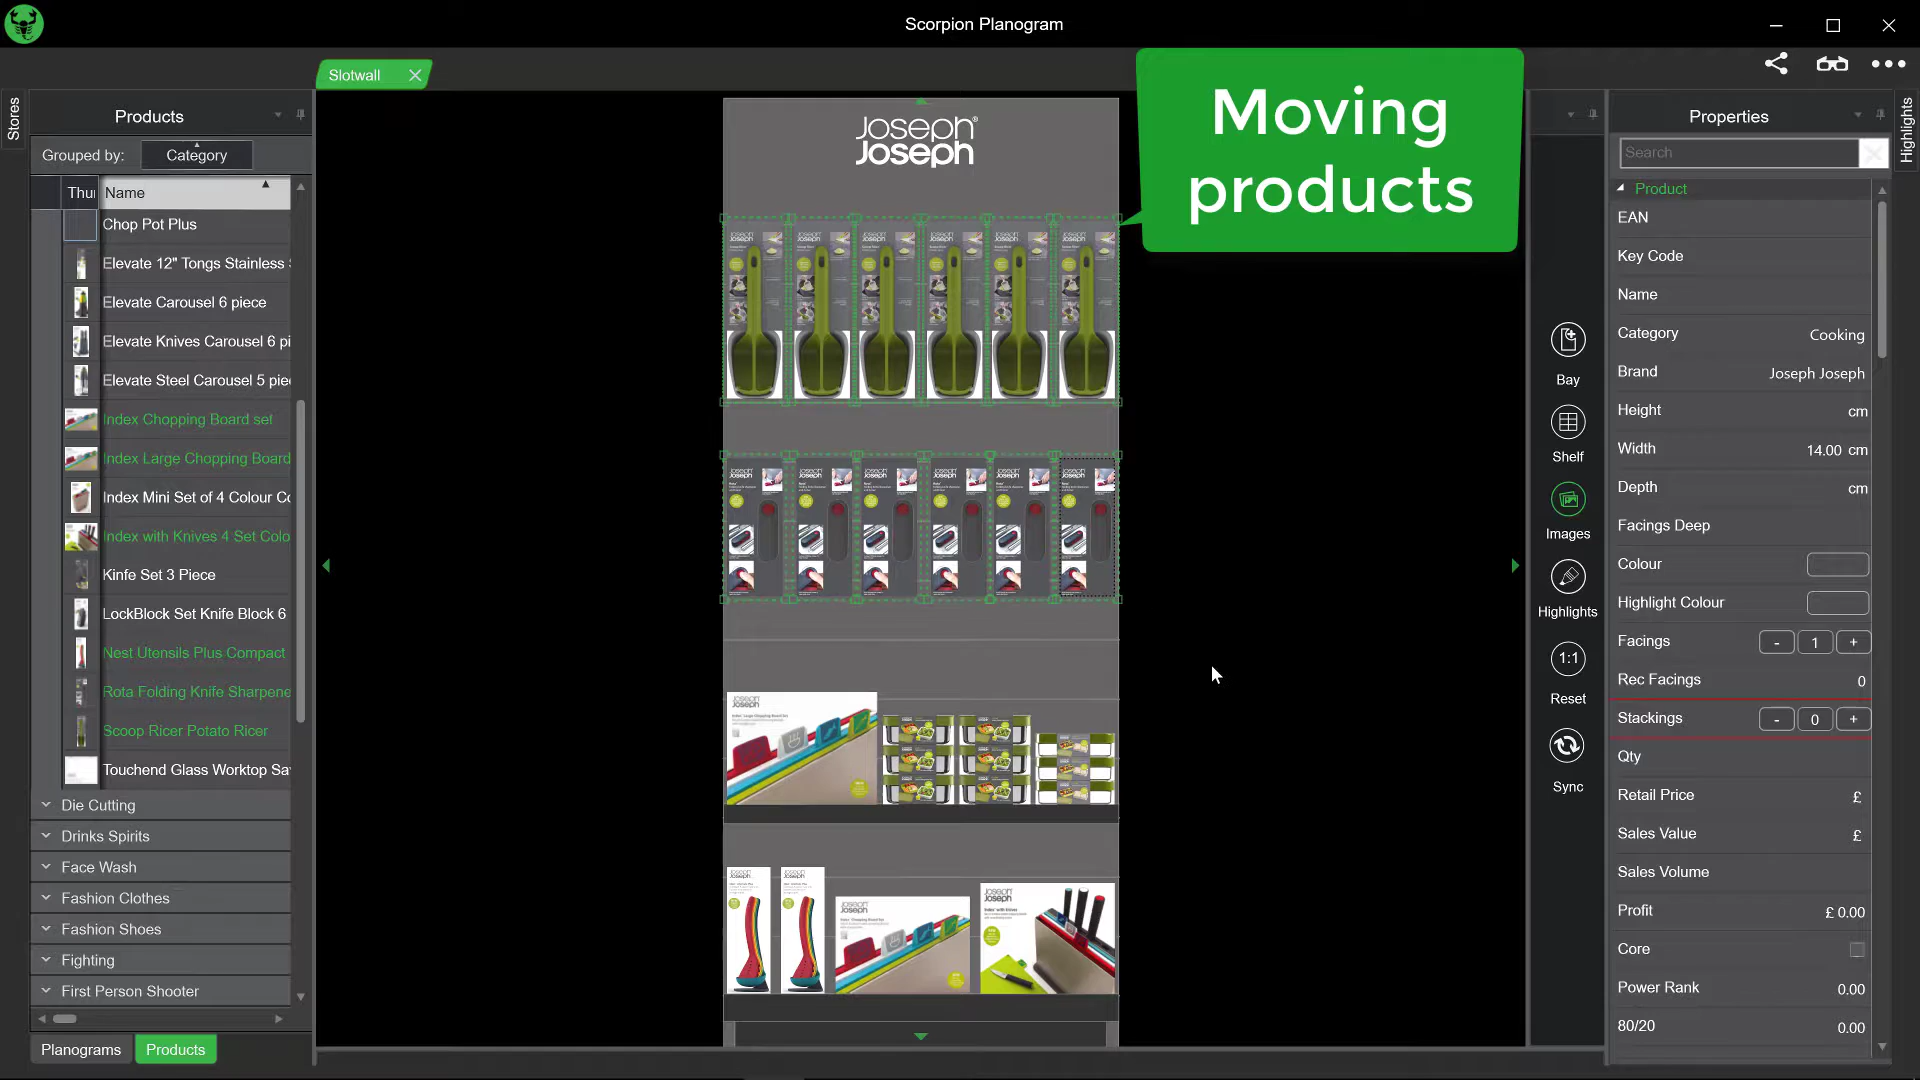 Scorpion Planogram
Slotwall
Moving
products
Stores
Products
Grouped by:
Category
Thu
Name
Chop Pot Plus
Elevate 12" Tongs Stainless
Elevate Carousel 6 piece
Elevate Knives Carousel 6 pi
Elevate Steel Carousel 5 piec
Index Chopping Board set
Index Large Chopping Board
Index Mini Set of 4 Colour Co
Index with Knives 4 Set Colo
Kinfe Set 3 Piece
LockBlock Set Knife Block 6
Nest Utensils Plus Compact
Rota Folding Knife Sharpene
Scoop Ricer Potato Ricer
Touchend Glass Worktop Sav
Die Cutting
Drinks Spirits
Face Wash
Fashion Clothes
Fashion Shoes
Fighting
First Person Shooter
Planograms
Products
Joseph®
Joseph
Bay
Shelf
Images
Highlights
1:1
Reset
Sync
Properties
Highlights
Search
Product
EAN
Key Code
Name
Category Cooking
Brand Joseph Joseph
Height cm
Width 14.00 cm
Depth cm
Facings Deep
Colour
Highlight Colour
Facings - 1 +
Rec Facings 0
Stackings - 0 +
Qty
Retail Price £
Sales Value £
Sales Volume
Profit £ 0.00
Core
Power Rank 0.00
80/20 0.00